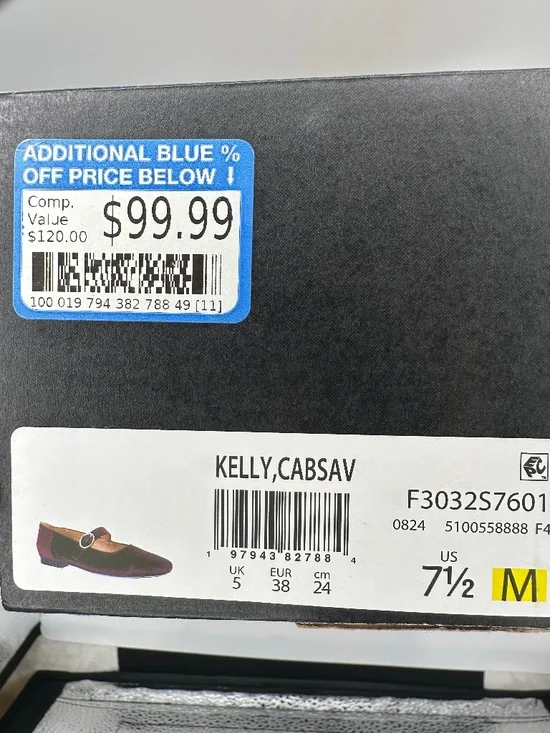 ADDITIONAL BLUE %
OFF PRICE BELOW ↓
Comp.
Value
$120.00
$99.99
100 019 794 382 788 49 [11]
KELLY,CABSAV
1 97943 82788 4
UK EUR cm
5 38 24
F3032S7601
0824 5100558888 F4
US
7½ M